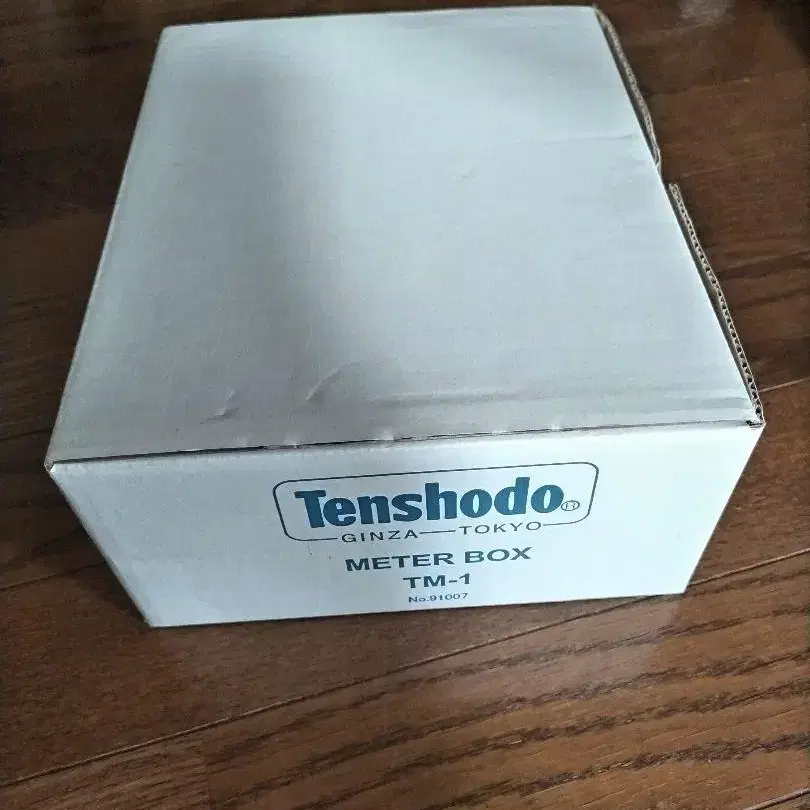 Tenshodo®
GINZA—TOKYO
METER BOX
TM-1
No.91007